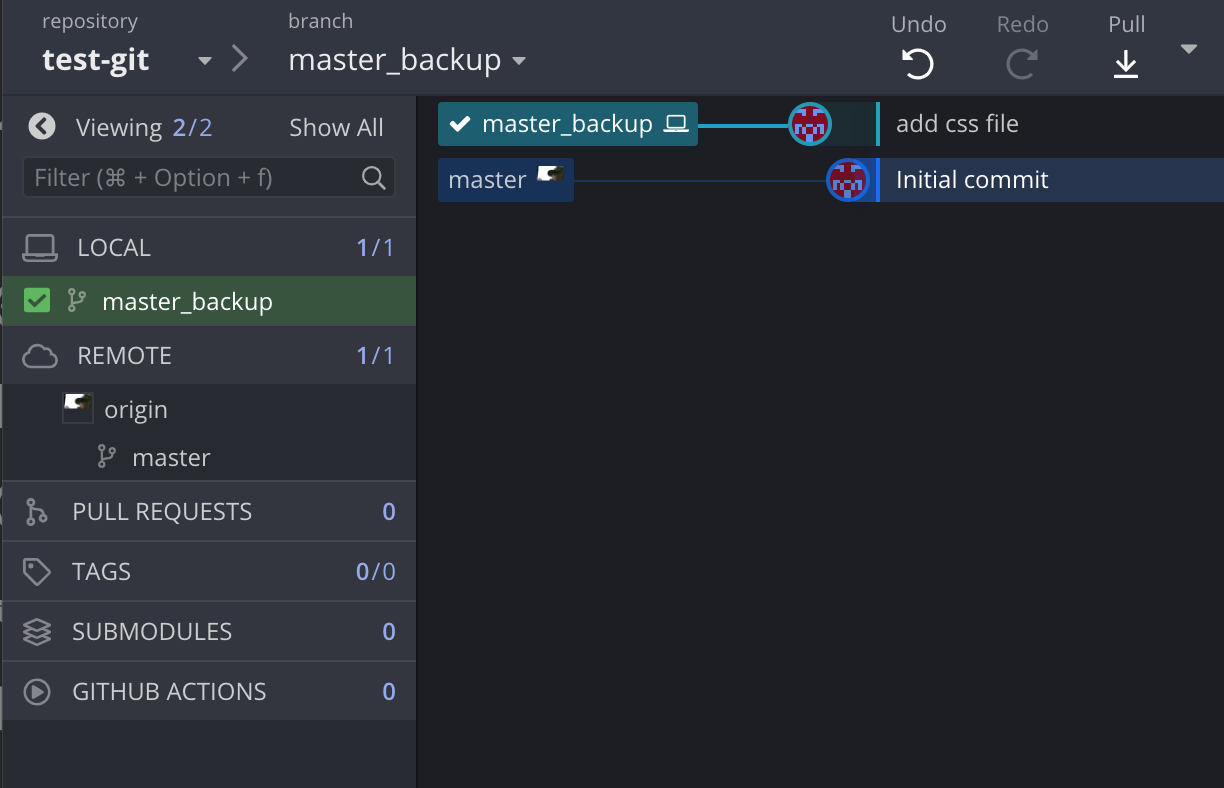 repository
test-git
branch
master_backup
Undo
Redo
Pull
Viewing 2/2
Show All
Filter (⌘ + Option + f)
LOCAL 1/1
master_backup
REMOTE 1/1
origin
master
PULL REQUESTS 0
TAGS 0/0
SUBMODULES 0
GITHUB ACTIONS 0
master_backup add css file
master Initial commit